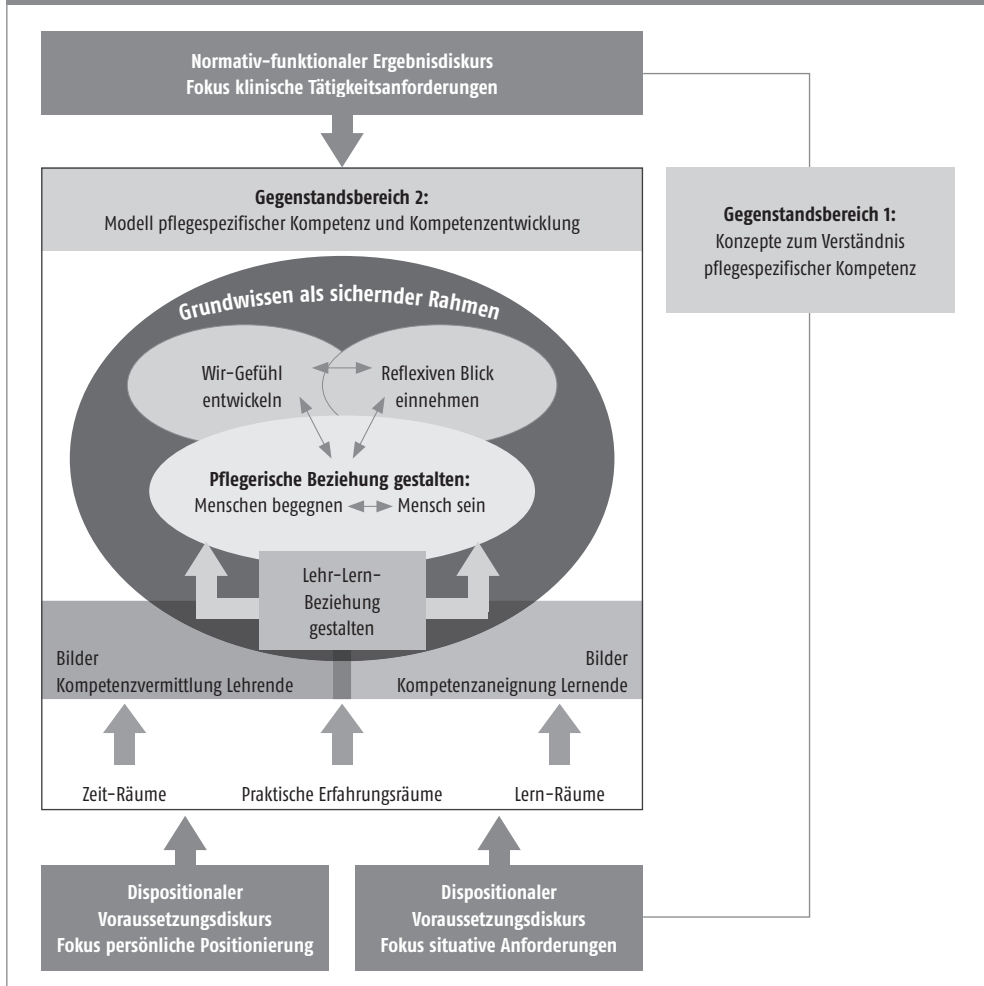 Normativ-funktionaler Ergebnisdiskurs
Fokus klinische Tätigkeitsanforderungen
Gegenstandsbereich 2:
Modell pflegespezifischer Kompetenz und Kompetenzentwicklung
Gegenstandsbereich 1:
Konzepte zum Verständnis
pflegespezifischer Kompetenz
Grundwissen als sichernder Rahmen
Wir-Gefühl
entwickeln
Reflexiven Blick
einnehmen
Pflegerische Beziehung gestalten:
Menschen begegnen Mensch sein
Lehr-Lern-
Beziehung
gestalten
Bilder
Kompetenzvermittlung Lehrende
Bilder
Kompetenzaneignung Lernende
Zeit-Räume
Praktische Erfahrungsräume
Lern-Räume
Dispositionaler
Voraussetzungsdiskurs
Fokus persönliche Positionierung
Dispositionaler
Voraussetzungsdiskurs
Fokus situative Anforderungen